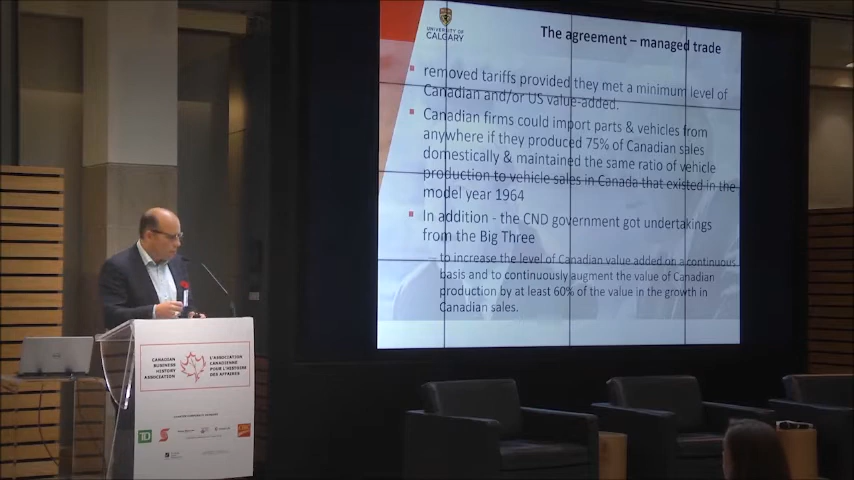 UNIVERSITY OF
CALGARY
The agreement – managed trade
removed tariffs provided they met a minimum level of
Canadian and/or US value-added.
Canadian firms could import parts & vehicles from
anywhere if they produced 75% of Canadian sales
domestically & maintained the same ratio of vehicle
production to vehicle sales in Canada that existed in the
model year 1964
In addition - the CND government got undertakings
from the Big Three
– to increase the level of Canadian value added on a continuous
basis and to continuously augment the value of Canadian
production by at least 60% of the value in the growth in
Canadian sales.
CANADIAN
BUSINESS
HISTORY
ASSOCIATION
L'ASSOCIATION
CANADIENNE
POUR L'HISTOIRE
DES AFFAIRES
TD